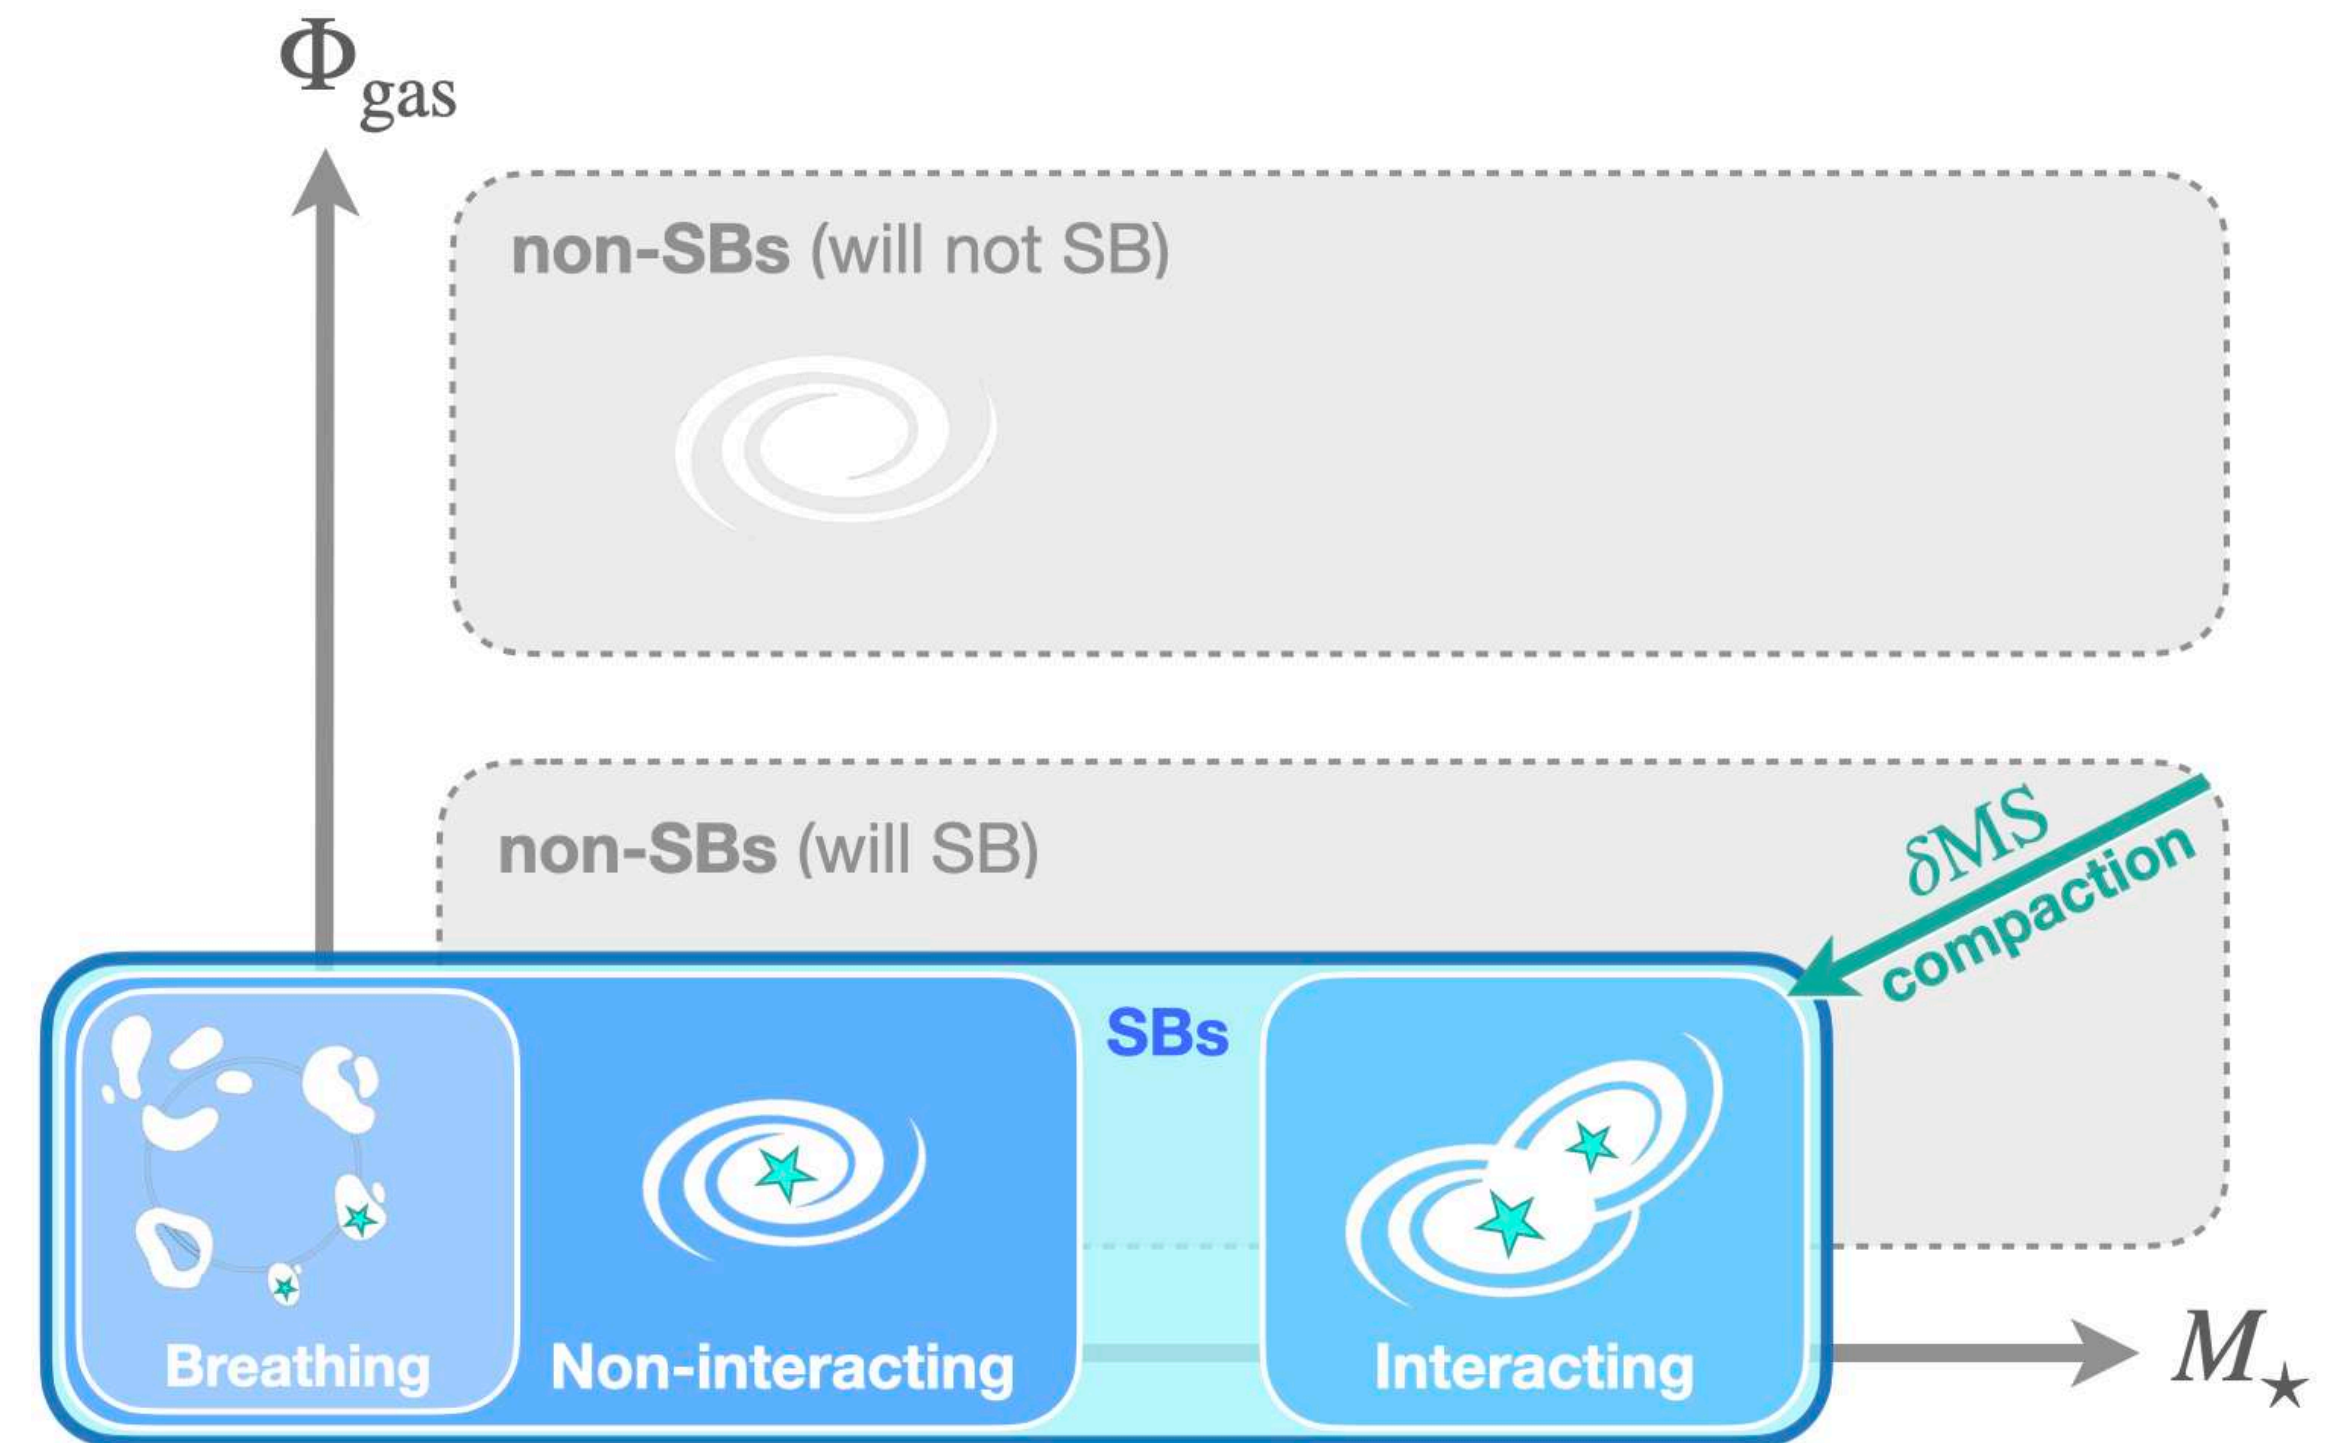 Φgas
non-SBs (will not SB)
non-SBs (will SB)
δMS
compaction
SBs
Breathing
Non-interacting
Interacting
M★